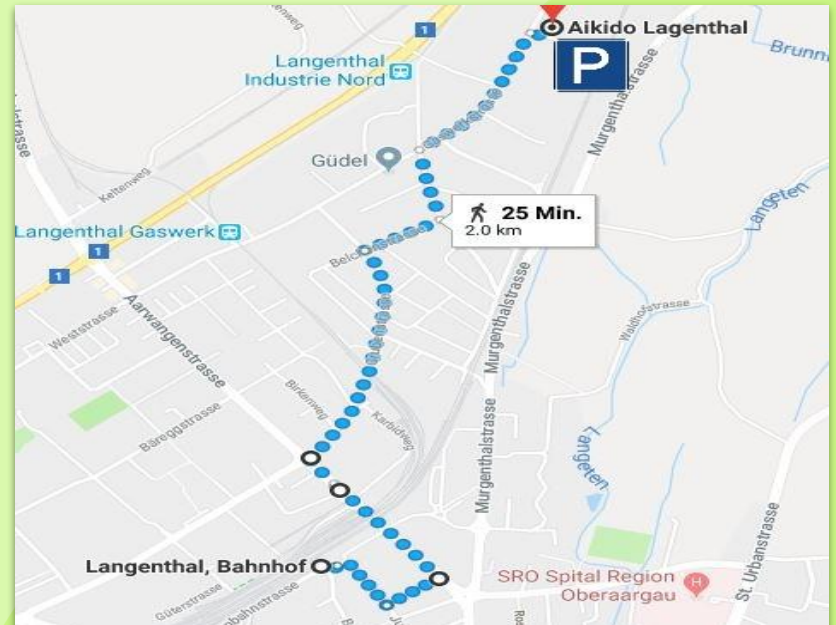 1
Aikido Lagenthal
P
Brunn
Langenthal
Industrie Nord
Murgenthalstrasse
Güdel
Keltenweg
25 Min.
2.0 km
Langeten
Langenthal Gaswerk
1
1
Aarwangenstrasse
Waldhofstrasse
Murgenthalstrasse
Weststrasse
Birkenweg
Karbidweg
Bäreggstrasse
Murgenthalstrasse
Langeten
Langenthal, Bahnhof
SRO Spital Region
Oberaargau
H
St. Urbanstrasse
Güterstrasse